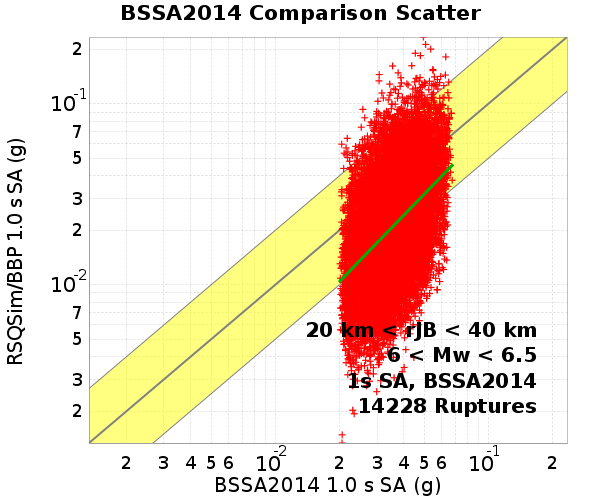 BSSA2014 Comparison Scatter
RSQSim/BBP 1.0 s SA (g)
2
10-1
7
5
3
2
10-2
7
5
3
2
20 km < rJB < 40 km
6 < Mw < 6.5
1s SA, BSSA2014
14228 Ruptures
2 3 4 5 6 10-2 2 3 4 5 6 10-1 2
BSSA2014 1.0 s SA (g)